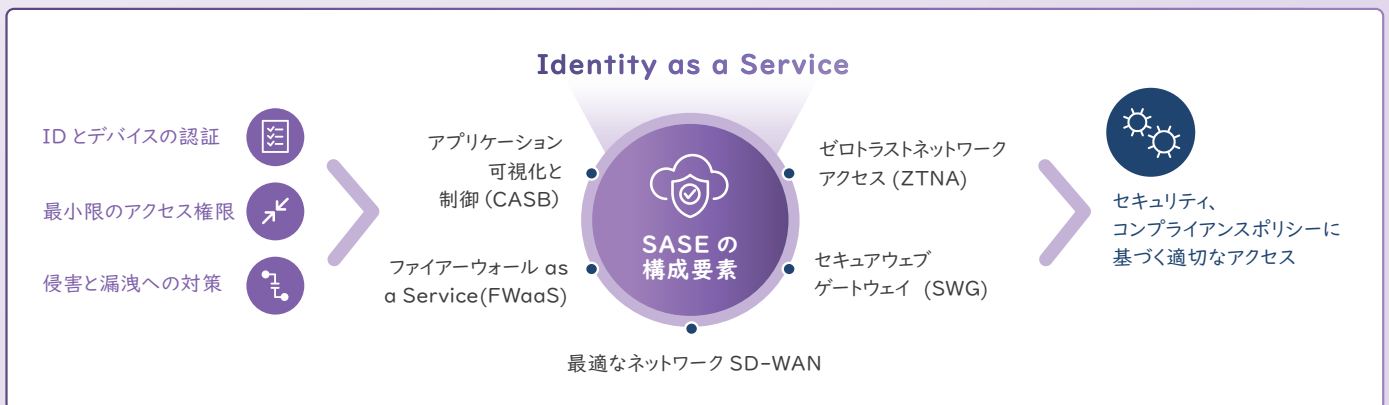 Identity as a Service
ID とデバイスの認証
最小限のアクセス権限
侵害と漏洩への対策
アプリケーション
可視化と
制御 (CASB)
ファイアーウォール as
a Service(FWaaS)
SASE の
構成要素
ゼロトラストネットワーク
アクセス (ZTNA)
セキュアウェブ
ゲートウェイ (SWG)
最適なネットワーク SD-WAN
セキュリティ、
コンプライアンスポリシーに
基づく適切なアクセス